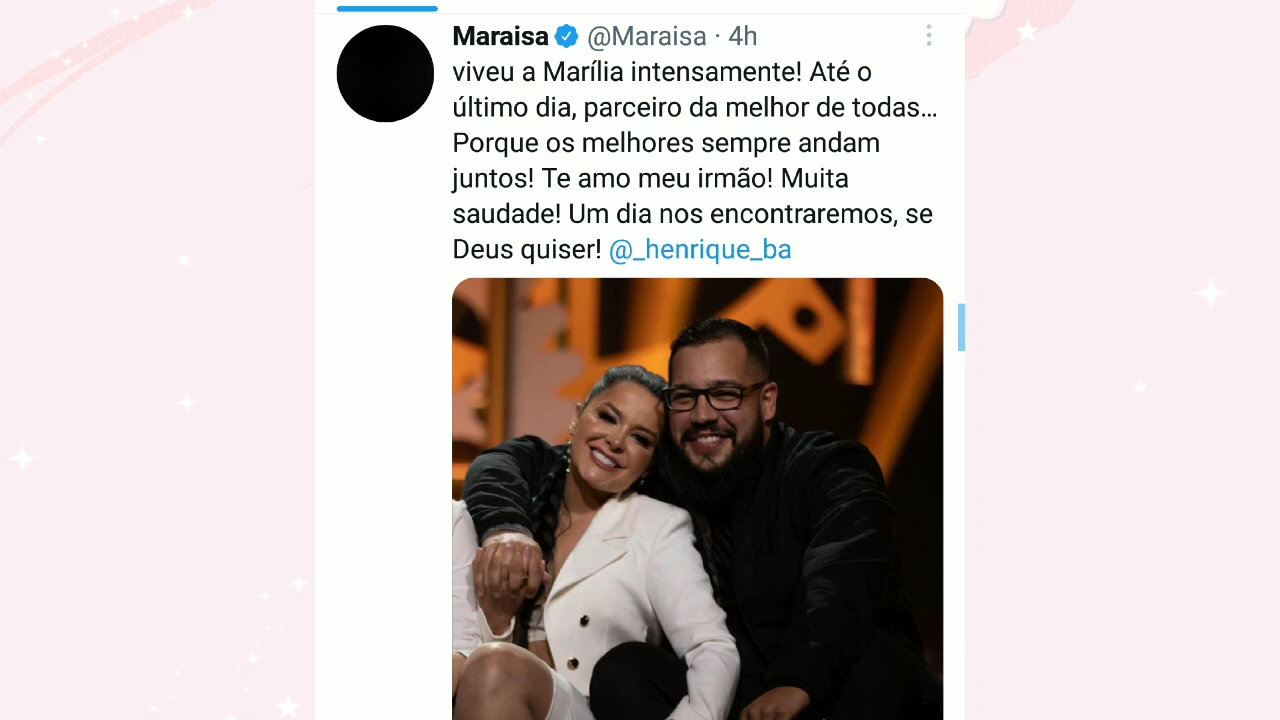 Maraisa @Maraisa · 4h
viveu a Marília intensamente! Até o
último dia, parceiro da melhor de todas...
Porque os melhores sempre andam
juntos! Te amo meu irmão! Muita
saudade! Um dia nos encontraremos, se
Deus quiser! @_henrique_ba